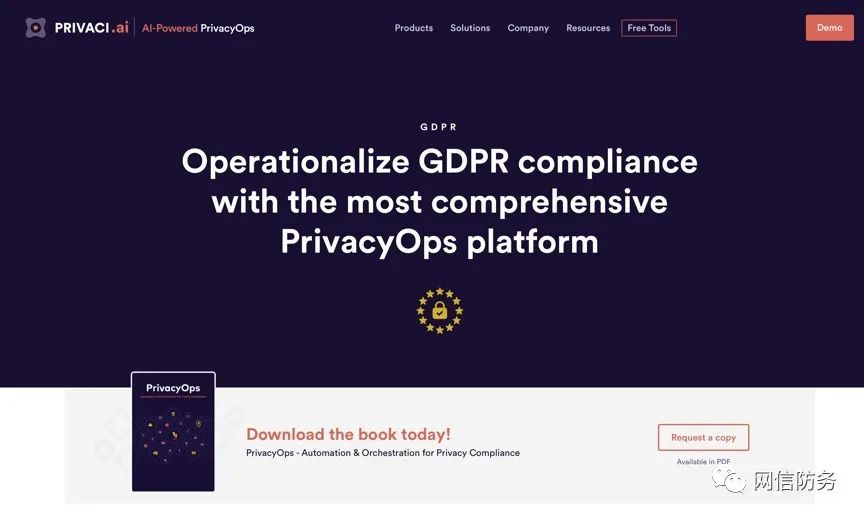 PRIVACI.ai AI-Powered PrivacyOps
Products Solutions Company Resources Free Tools Demo
GDPR
Operationalize GDPR compliance
with the most comprehensive
PrivacyOps platform
PrivacyOps
Download the book today!
PrivacyOps - Automation & Orchestration for Privacy Compliance
Request a copy
Available in PDF
网信防务